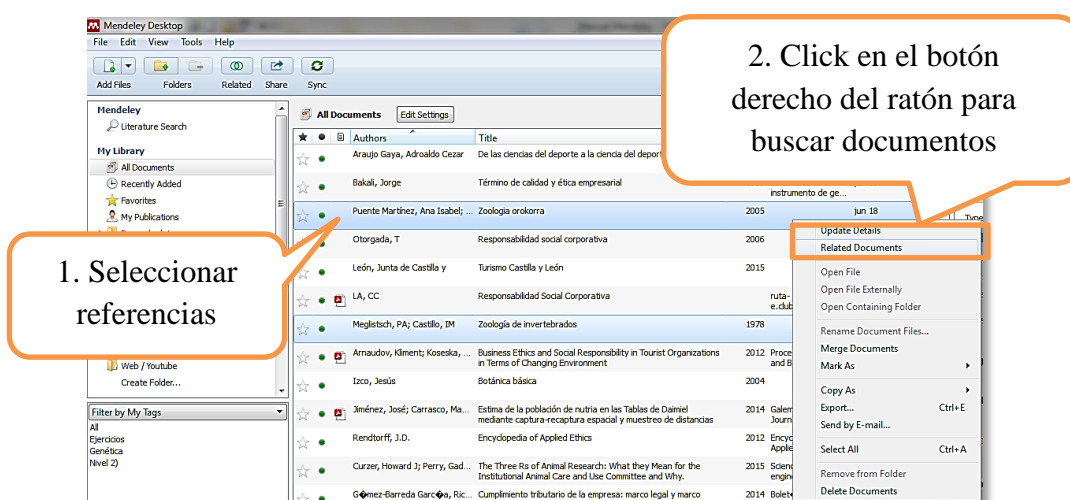 Mendeley Desktop
File Edit View Tools Help
Add Files Folders Related Share Sync
2. Click en el botón
derecho del ratón para
buscar documentos
Mendeley
Literature Search
My Library
All Documents
Recently Added
Favorites
My Publications
1. Seleccionar
referencias
Web / Youtube
Create Folder...
Filter by My Tags
All
Ejercicios
Genética
Nivel 2)
All Documents Edit Settings
Authors Title
Araujo Gaya, Adroaldo Cezar De las ciencias del deporte a la ciencia del
Bakali, Jorge Término de calidad y ética empresarial
instrumento de ge...
Puente Martínez, Ana Isabel; ... Zoologia orokorra 2005 jun 18
Otorgada, T Responsabilidad social corporativa 2006
León, Junta de Castilla y Turismo Castilla y León 2015
LA, CC Responsabilidad Social Corporativa ruta-
Meglistsch, PA; Castillo, IM Zoología de invertebrados 1978
Arnaudov, Kliment; Koseska, ... Business Ethics and Social Responsibility in Tourist Organizations 2012
in Terms of Changing Environment
Izco, Jesús Botánica básica 2004
Jiménez, José; Carrasco, Ma... Estima de la población de nutria en las Tablas de Daimiel 2014
mediante captura-recaptura espacial y muestreo de distancias
Rendtorff, J.D. Encyclopedia of Applied Ethics 2012
Curzer, Howard J; Perry, Gad... The Three Rs of Animal Research: What they Mean for the 2015
Institutional Animal Care and Use Committee and Why.
G�mez-Barreda Garc�a, Ric... Cumplimiento tributario de la empresa: marco legal y marco 2014
Update Details
Related Documents
Open File
Open File Externally
Open Containing Folder
Rename Document Files...
Merge Documents
Mark As
Copy As
Export... Ctrl+E
Send by E-mail...
Select All Ctrl+A
Remove from Folder
Delete Documents